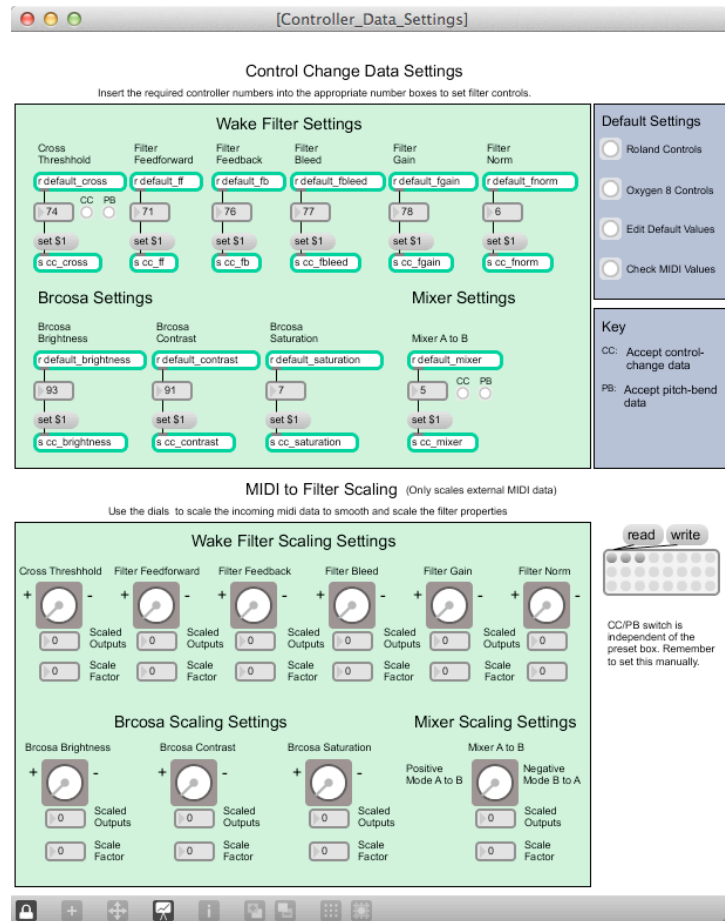 [Controller_Data_Settings]
Control Change Data Settings
Insert the required controller numbers into the appropriate number boxes to set filter controls.
Wake Filter Settings
Cross Threshhold
Filter Feedforward
Filter Feedback
Filter Bleed
Filter Gain
Filter Norm
r default_cross
r default_ff
r default_fb
r default_fbleed
r default_fgain
r default_fnorm
74
CC PB
71
76
77
78
6
set $1
set $1
set $1
set $1
set $1
set $1
s cc_cross
s cc_ff
s cc_fb
s cc_fbleed
s cc_fgain
s cc_fnorm
Brcosa Settings
Brcosa Brightness
Brcosa Contrast
Brcosa Saturation
r default_brightness
r default_contrast
r default_saturation
93
91
7
set $1
set $1
set $1
s cc_brightness
s cc_contrast
s cc_saturation
Mixer Settings
Mixer A to B
r default_mixer
5
CC PB
set $1
s cc_mixer
Default Settings
Roland Controls
Oxygen 8 Controls
Edit Default Values
Check MIDI Values
Key
CC: Accept control-
change data
PB: Accept pitch-bend
data
MIDI to Filter Scaling (Only scales external MIDI data)
Use the dials to scale the incoming midi data to smooth and scale the filter properties
Wake Filter Scaling Settings
Cross Threshhold
Filter Feedforward
Filter Feedback
Filter Bleed
Filter Gain
Filter Norm
+ - + - + - + - + - + -
0 Scaled Outputs
0 Scaled Outputs
0 Scaled Outputs
0 Scaled Outputs
0 Scaled Outputs
0
0 Scale Factor
0 Scale Factor
0 Scale Factor
0 Scale Factor
0 Scale Factor
0
Brcosa Scaling Settings
Brcosa Brightness
Brcosa Contrast
Brcosa Saturation
+ - + - + -
0 Scaled Outputs
0 Scaled Outputs
0 Scaled Outputs
0 Scale Factor
0 Scale Factor
0 Scale Factor
Mixer Scaling Settings
Mixer A to B
Positive
Mode A to B
Negative
Mode B to A
0 Scaled Outputs
0 Scale Factor
read write
CC/PB switch is
independent of the
preset box. Remember
to set this manually.